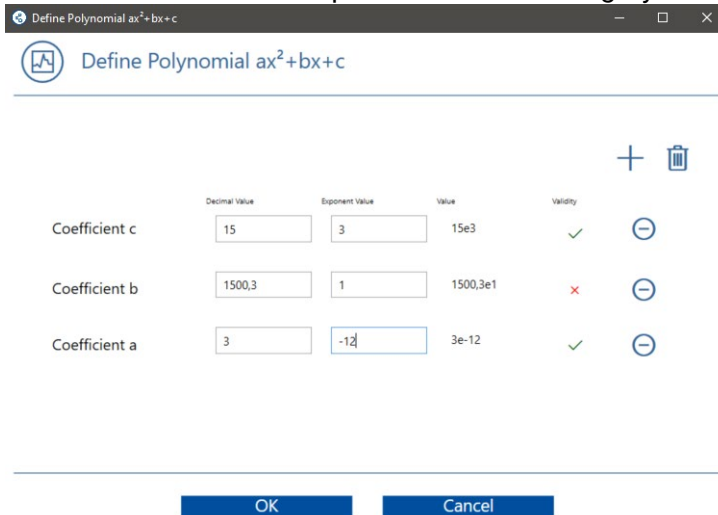 Define Polynomial ax²+bx+c
Define Polynomial ax²+bx+c
Decimal Value Exponent Value Value Validity
Coefficient c 15 3 15e3
Coefficient b 1500,3 1 1500,3e1
Coefficient a 3 -12 3e-12
OK Cancel